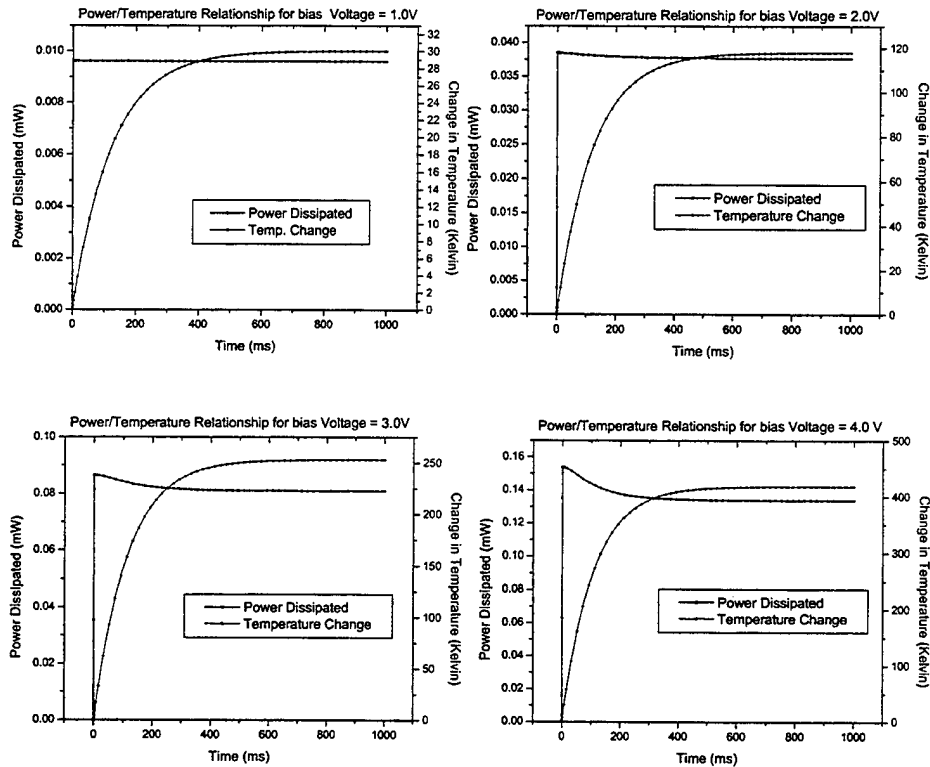 Power/Temperature Relationship for bias Voltage = 1.0V
Power Dissipated (mW)
0.010
0.008
0.006
0.004
0.002
0.000
32
30
28
26
24
22
20
18
16
14
12
10
8
6
4
2
0
Change in Temperature (Kelvin)
Power Dissipated
Temp. Change
0 200 400 600 800 1000
Time (ms)
Power/Temperature Relationship for bias Voltage = 2.0V
Power Dissipated (mW)
0.040
0.035
0.030
0.025
0.020
0.015
0.010
0.005
0.000
120
100
80
60
40
20
0
Change in Temperature (Kelvin)
Power Dissipated
Temperature Change
0 200 400 600 800 1000
Time (ms)
Power/Temperature Relationship for bias Voltage = 3.0V
Power Dissipated (mW)
0.10
0.08
0.06
0.04
0.02
0.00
250
200
150
100
50
0
Change in Temperature (Kelvin)
Power Dissipated
Temperature Change
0 200 400 600 800 1000
Time (ms)
Power/Temperature Relationship for bias Voltage = 4.0 V
Power Dissipated (mW)
0.16
0.14
0.12
0.10
0.08
0.06
0.04
0.02
0.00
500
400
300
200
100
0
Change in Temperature (Kelvin)
Power Dissipated
Temperature Change
0 200 400 600 800 1000
Time (ms)